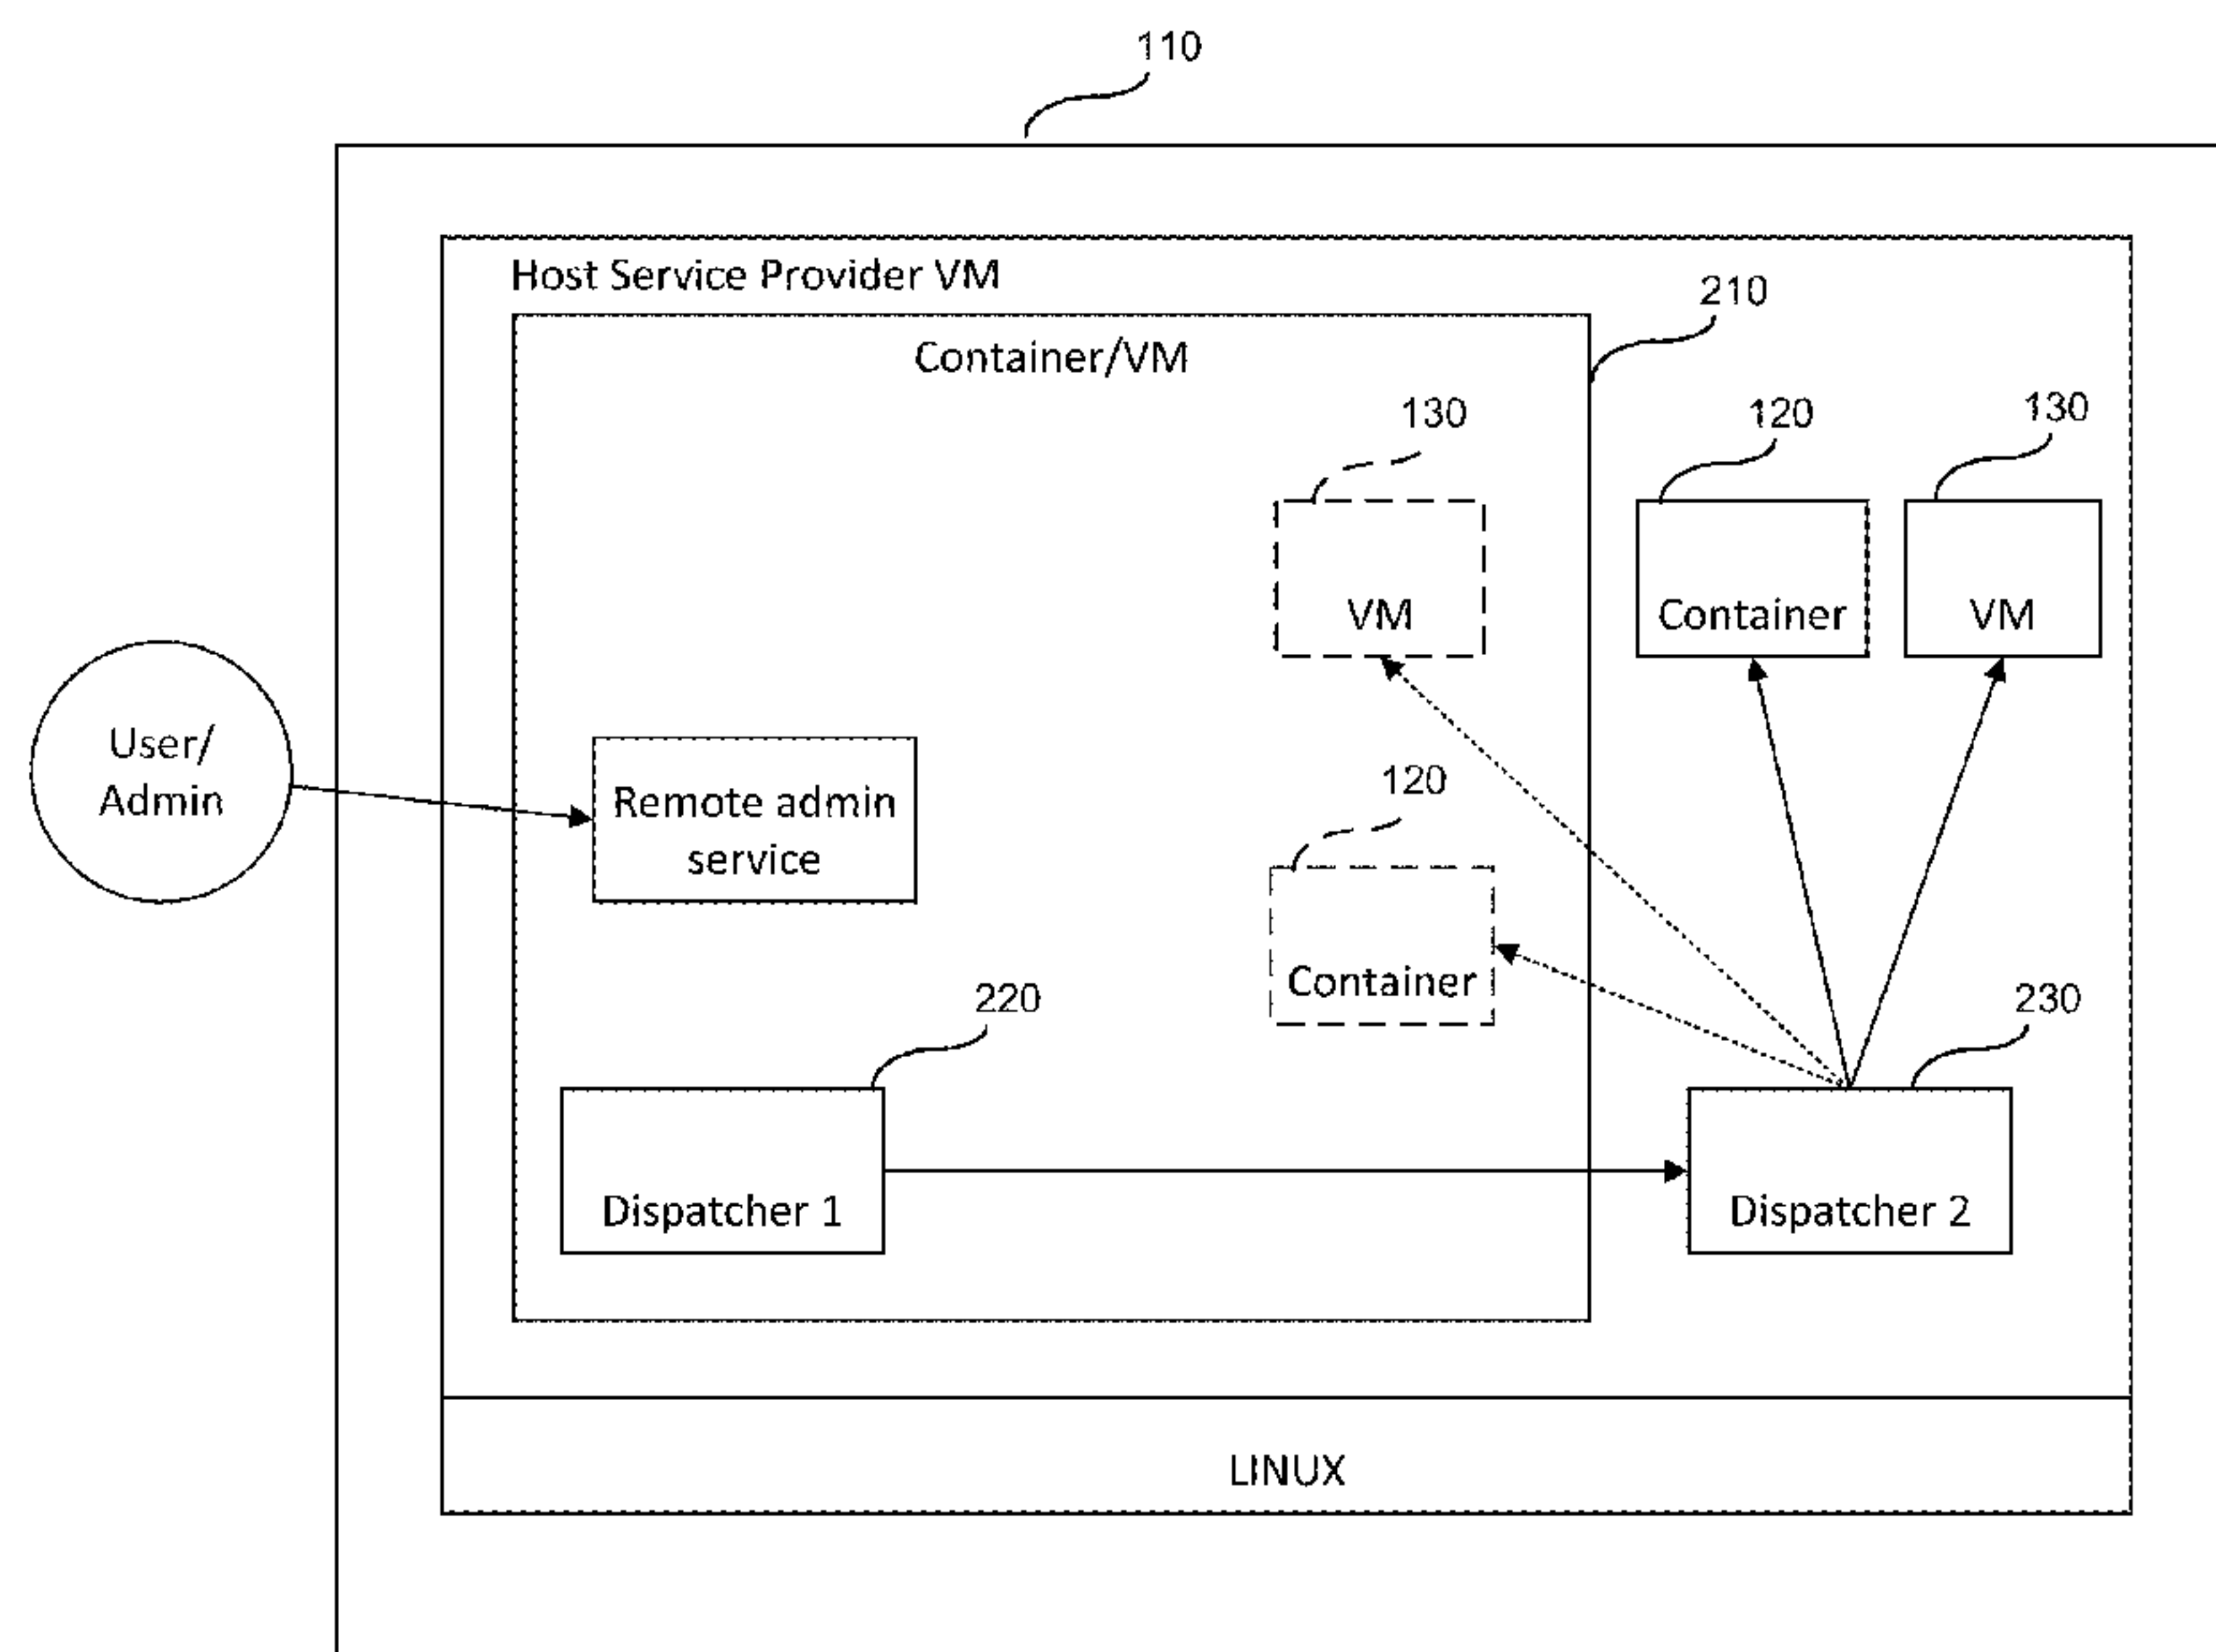 110
Host Service Provider VM
210
Container/VM
130
120
130
VM
Container
VM
User/
Admin
Remote admin
service
120
Container
220
230
Dispatcher 1
Dispatcher 2
LINUX